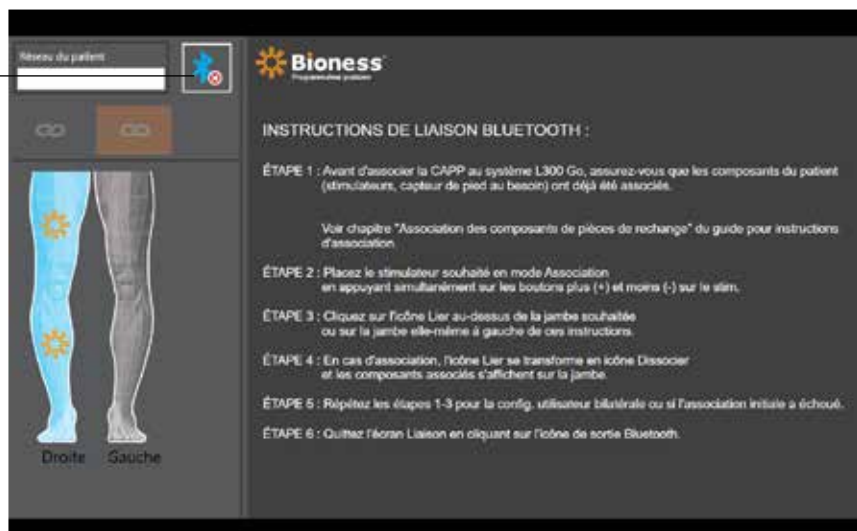 Réseau du patient
Bioness
INSTRUCTIONS DE LIAISON BLUETOOTH :
ÉTAPE 1 : Avant d'associer la CAPP au système L300 Go, assurez-vous que les composants du patient
(stimulateurs, capteur de pied au besoin) ont déjà été associés.
Voir chapitre "Association des composants de pièces de rechange" du guide pour instructions
d'association.
ÉTAPE 2 : Placez le stimulateur souhaité en mode Association
en appuyant simultanément sur les boutons plus (+) et moins (-) sur le stim.
ÉTAPE 3 : Cliquez sur l'icône Lier au-dessus de la jambe souhaitée
ou sur la jambe elle-même à gauche de ces instructions.
ÉTAPE 4 : En cas d'association, l'icône Lier se transforme en icône Dissocier
et les composants associés s'affichent sur la jambe.
ÉTAPE 5 : Répétez les étapes 1-3 pour la config. utilisateur bilatérale ou si l'association initiale a échoué.
ÉTAPE 6 : Quittez l'écran Liaison en cliquant sur l'icône de sortie Bluetooth.
Droite Gauche